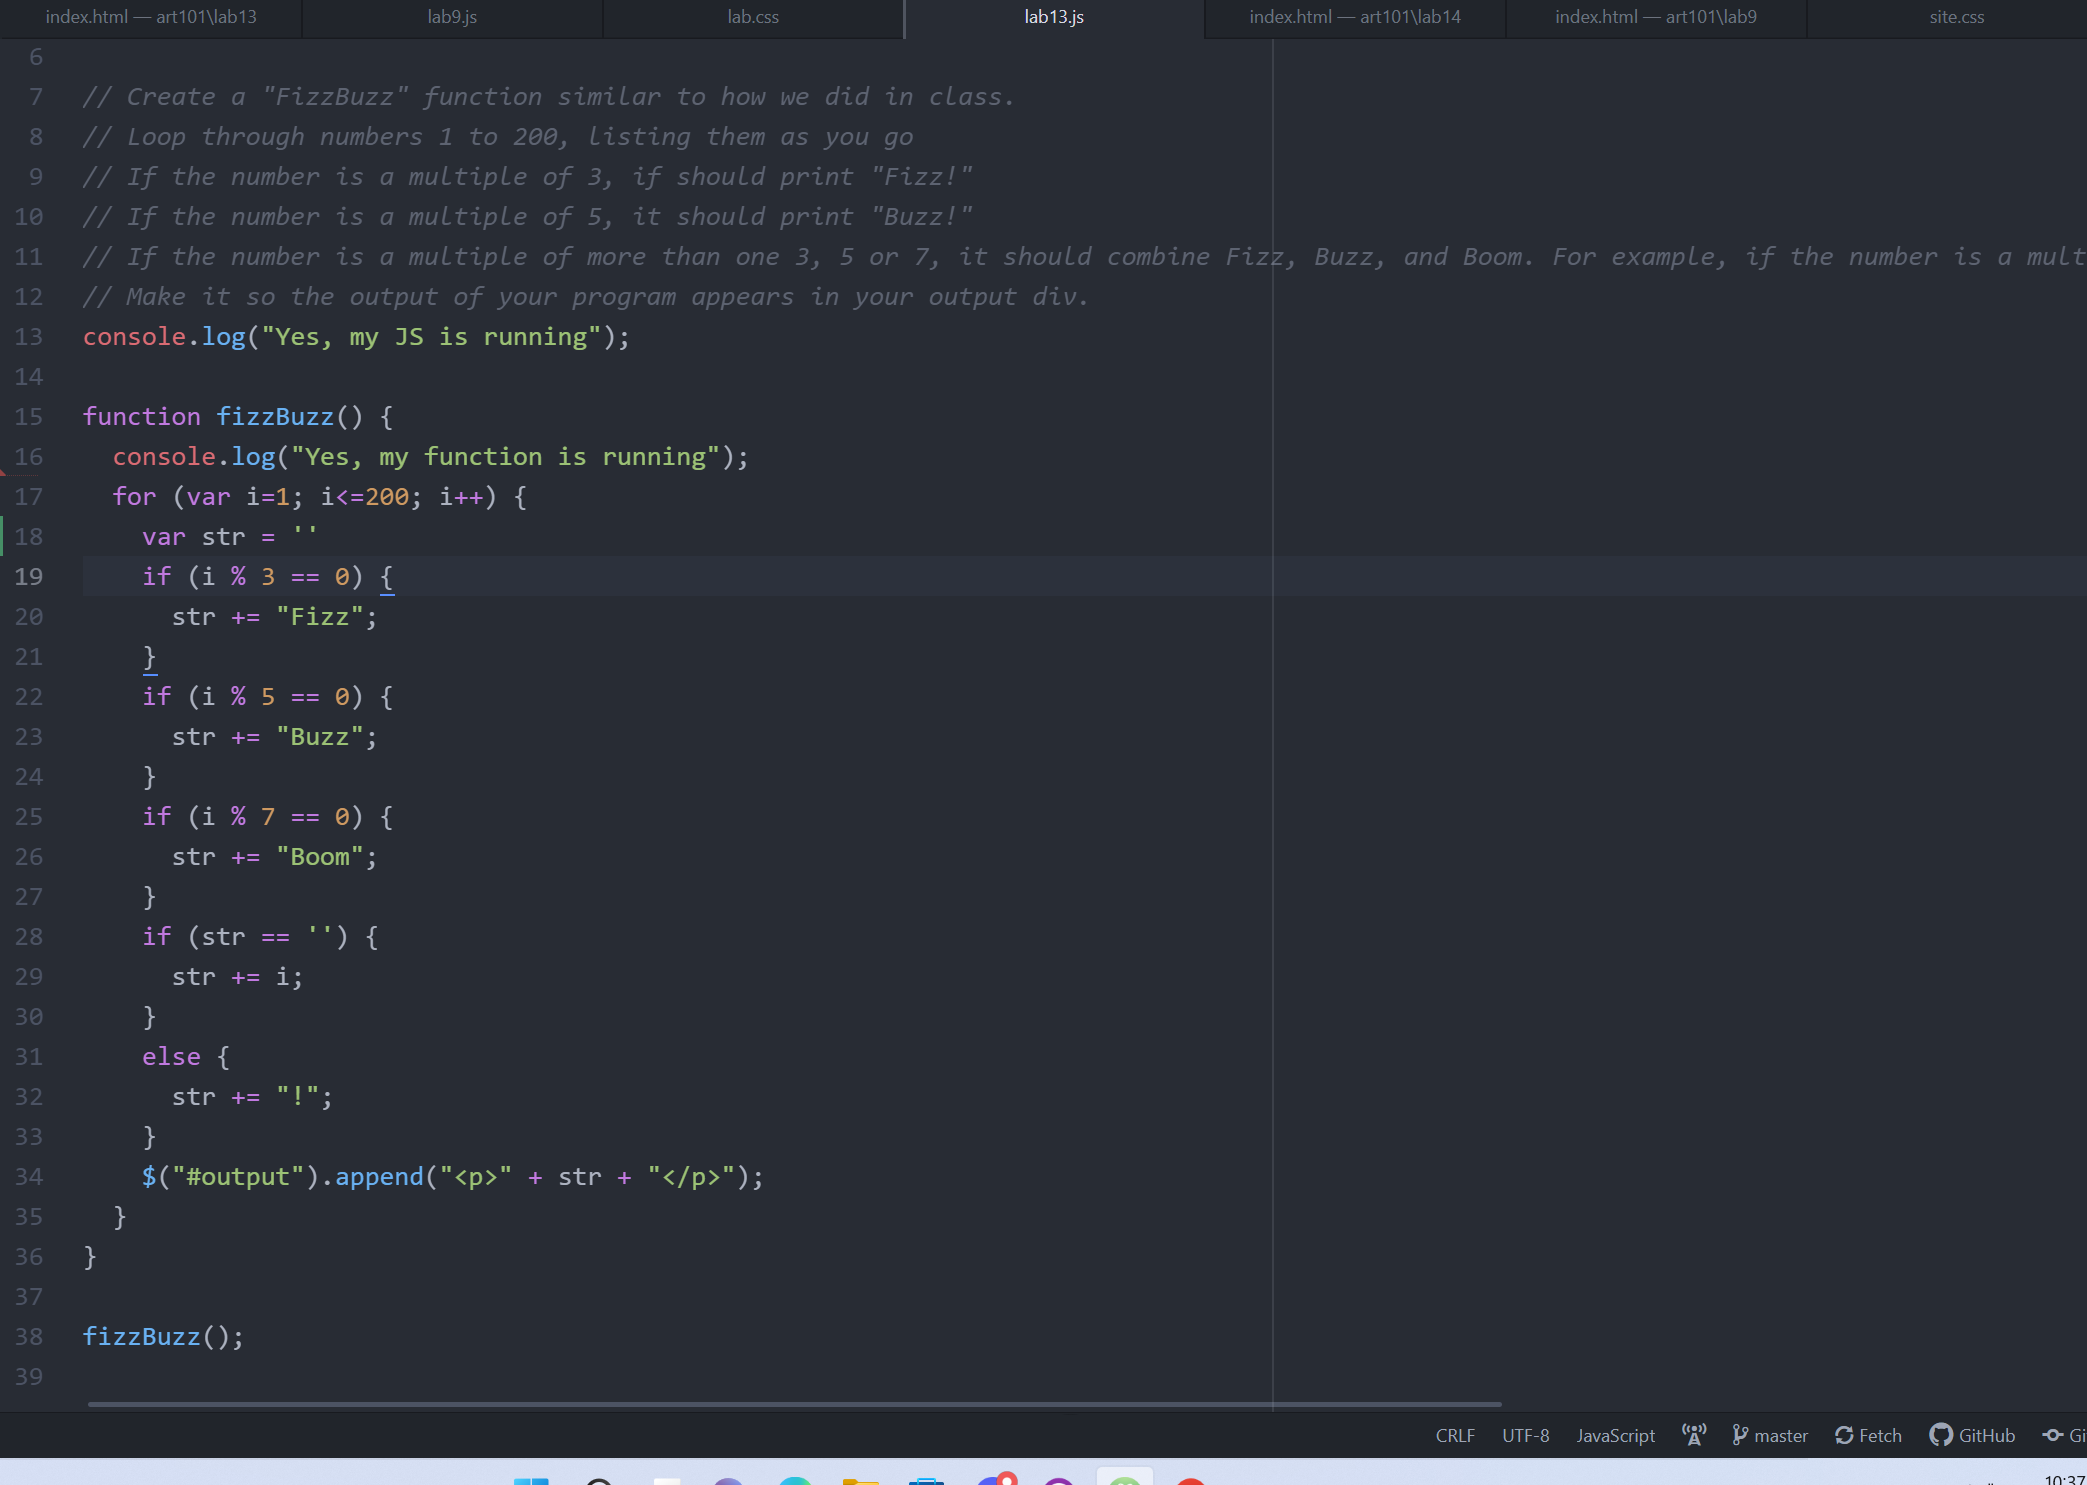 index.html — art101\lab13
lab9.js
lab.css
lab13.js
index.html — art101\lab14
index.html — art101\lab9
site.css
6
7 // Create a "FizzBuzz" function similar to how we did in class.
8 // Loop through numbers 1 to 200, listing them as you go
9 // If the number is a multiple of 3, if should print "Fizz!"
10 // If the number is a multiple of 5, it should print "Buzz!"
11 // If the number is a multiple of more than one 3, 5 or 7, it should combine Fizz, Buzz, and Boom. For example, if the number is a mult
12 // Make it so the output of your program appears in your output div.
13 console.log("Yes, my JS is running");
14
15 function fizzBuzz() {
16   console.log("Yes, my function is running");
17   for (var i=1; i<=200; i++) {
18     var str = ''
19     if (i % 3 == 0) {
20       str += "Fizz";
21     }
22     if (i % 5 == 0) {
23       str += "Buzz";
24     }
25     if (i % 7 == 0) {
26       str += "Boom";
27     }
28     if (str == '') {
29       str += i;
30     }
31     else {
32       str += "!";
33     }
34     $("#output").append("<p>" + str + "</p>");
35   }
36 }
37
38 fizzBuzz();
39
CRLF UTF-8 JavaScript master Fetch GitHub Gi
10:37